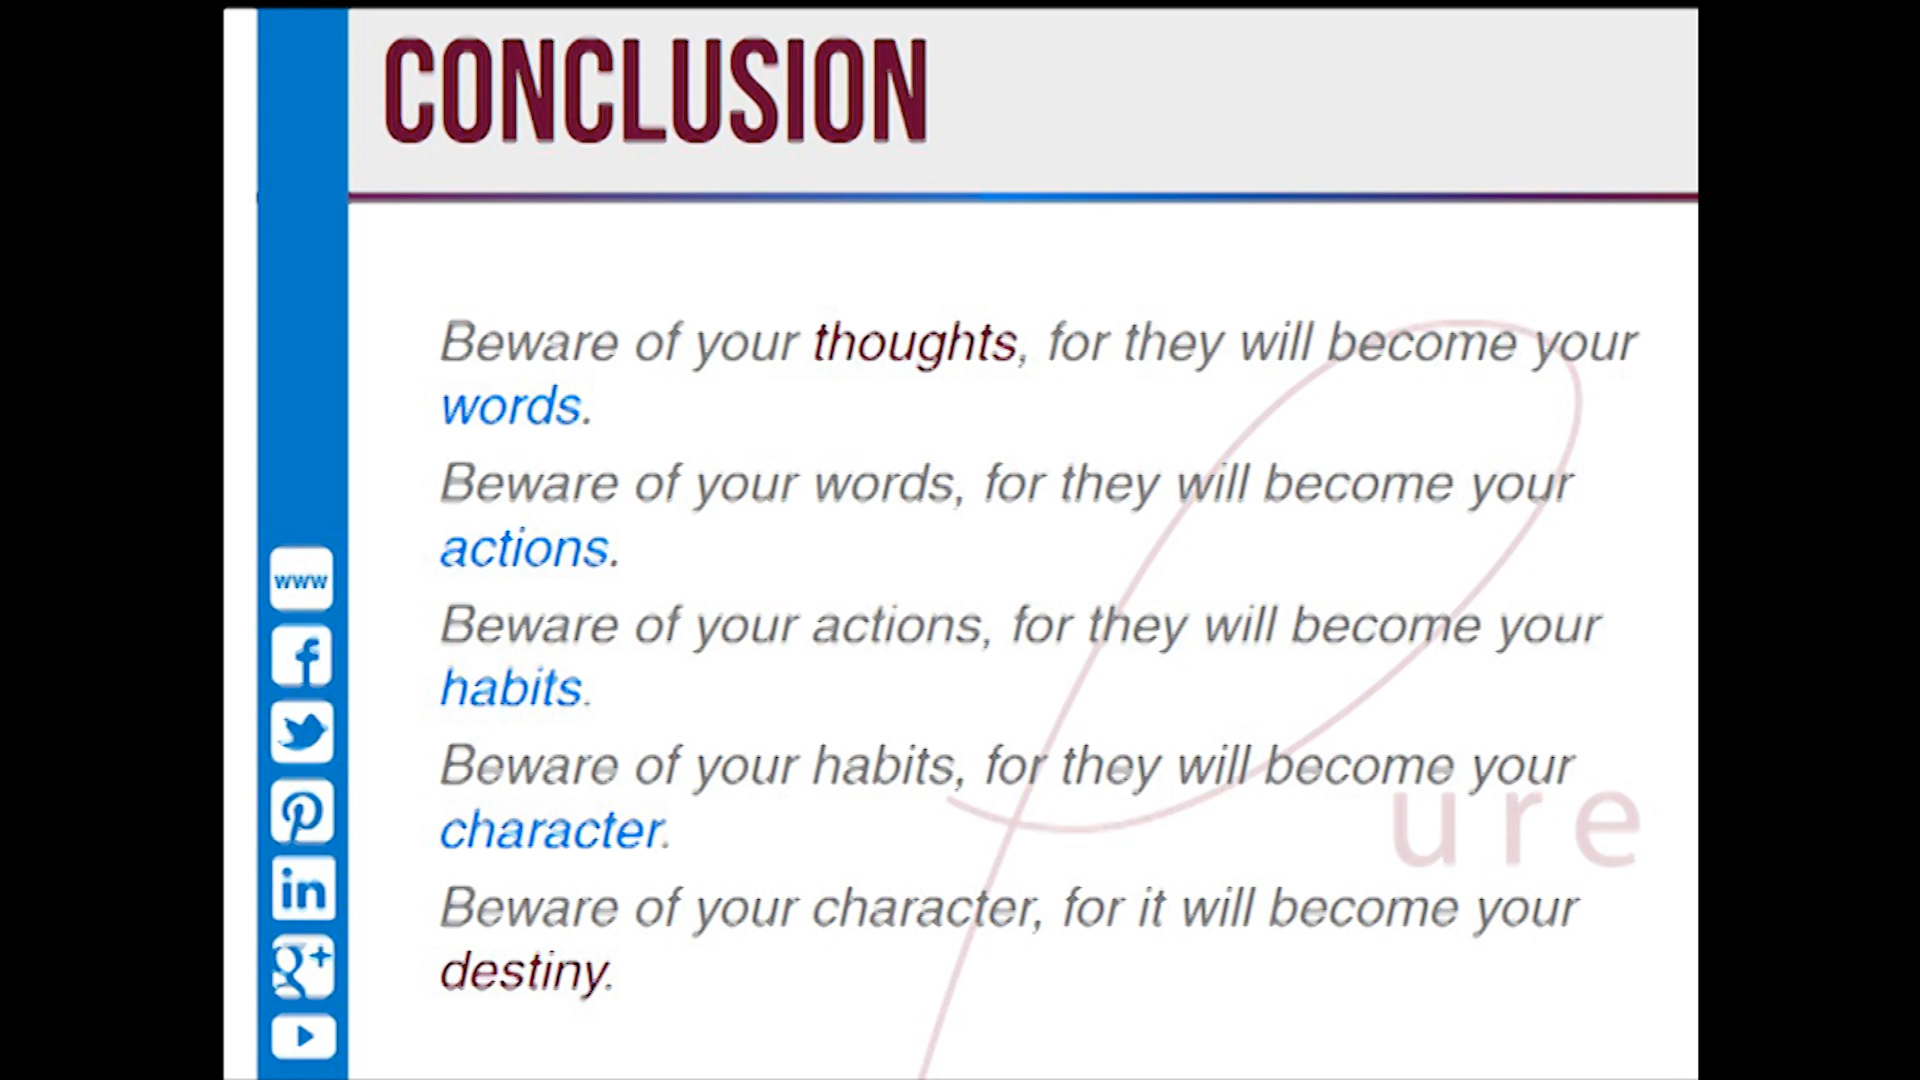 CONCLUSION
Beware of your thoughts, for they will become your
words.
Beware of your words, for they will become your
actions.
Beware of your actions, for they will become your
habits.
Beware of your habits, for they will become your
character.
Beware of your character, for it will become your
destiny.
ure
www
f
P
in
g+